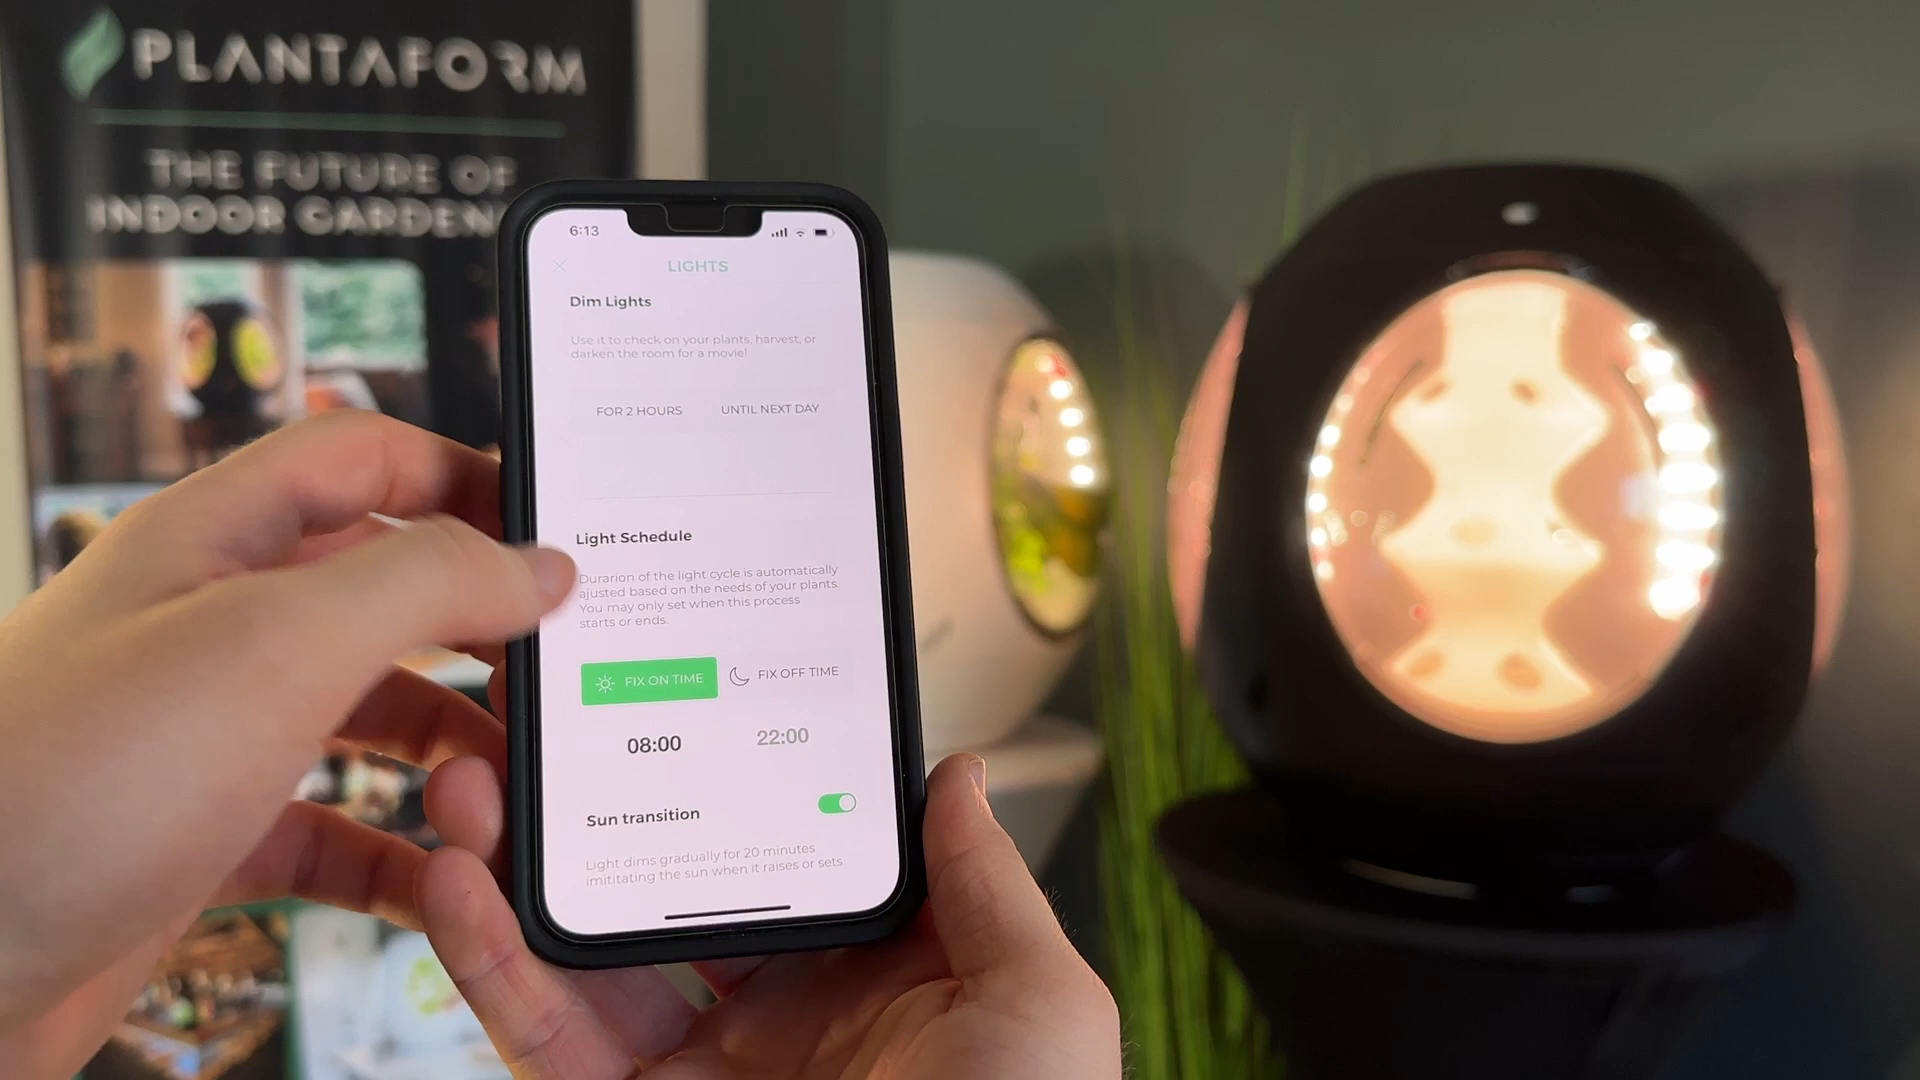 PLANTAFORM
THE FUTURE OF
INDOOR GARDEN
6:13
LIGHTS
Dim Lights
Use it to check on your plants, harvest, or
darken the room for a movie!
FOR 2 HOURS
UNTIL NEXT DAY
Light Schedule
Durarion of the light cycle is automatically
ajusted based on the needs of your plants.
You may only set when this process
starts or ends.
FIX ON TIME
FIX OFF TIME
08:00
22:00
Sun transition
Light dims gradually for 20 minutes
imititating the sun when it raises or sets